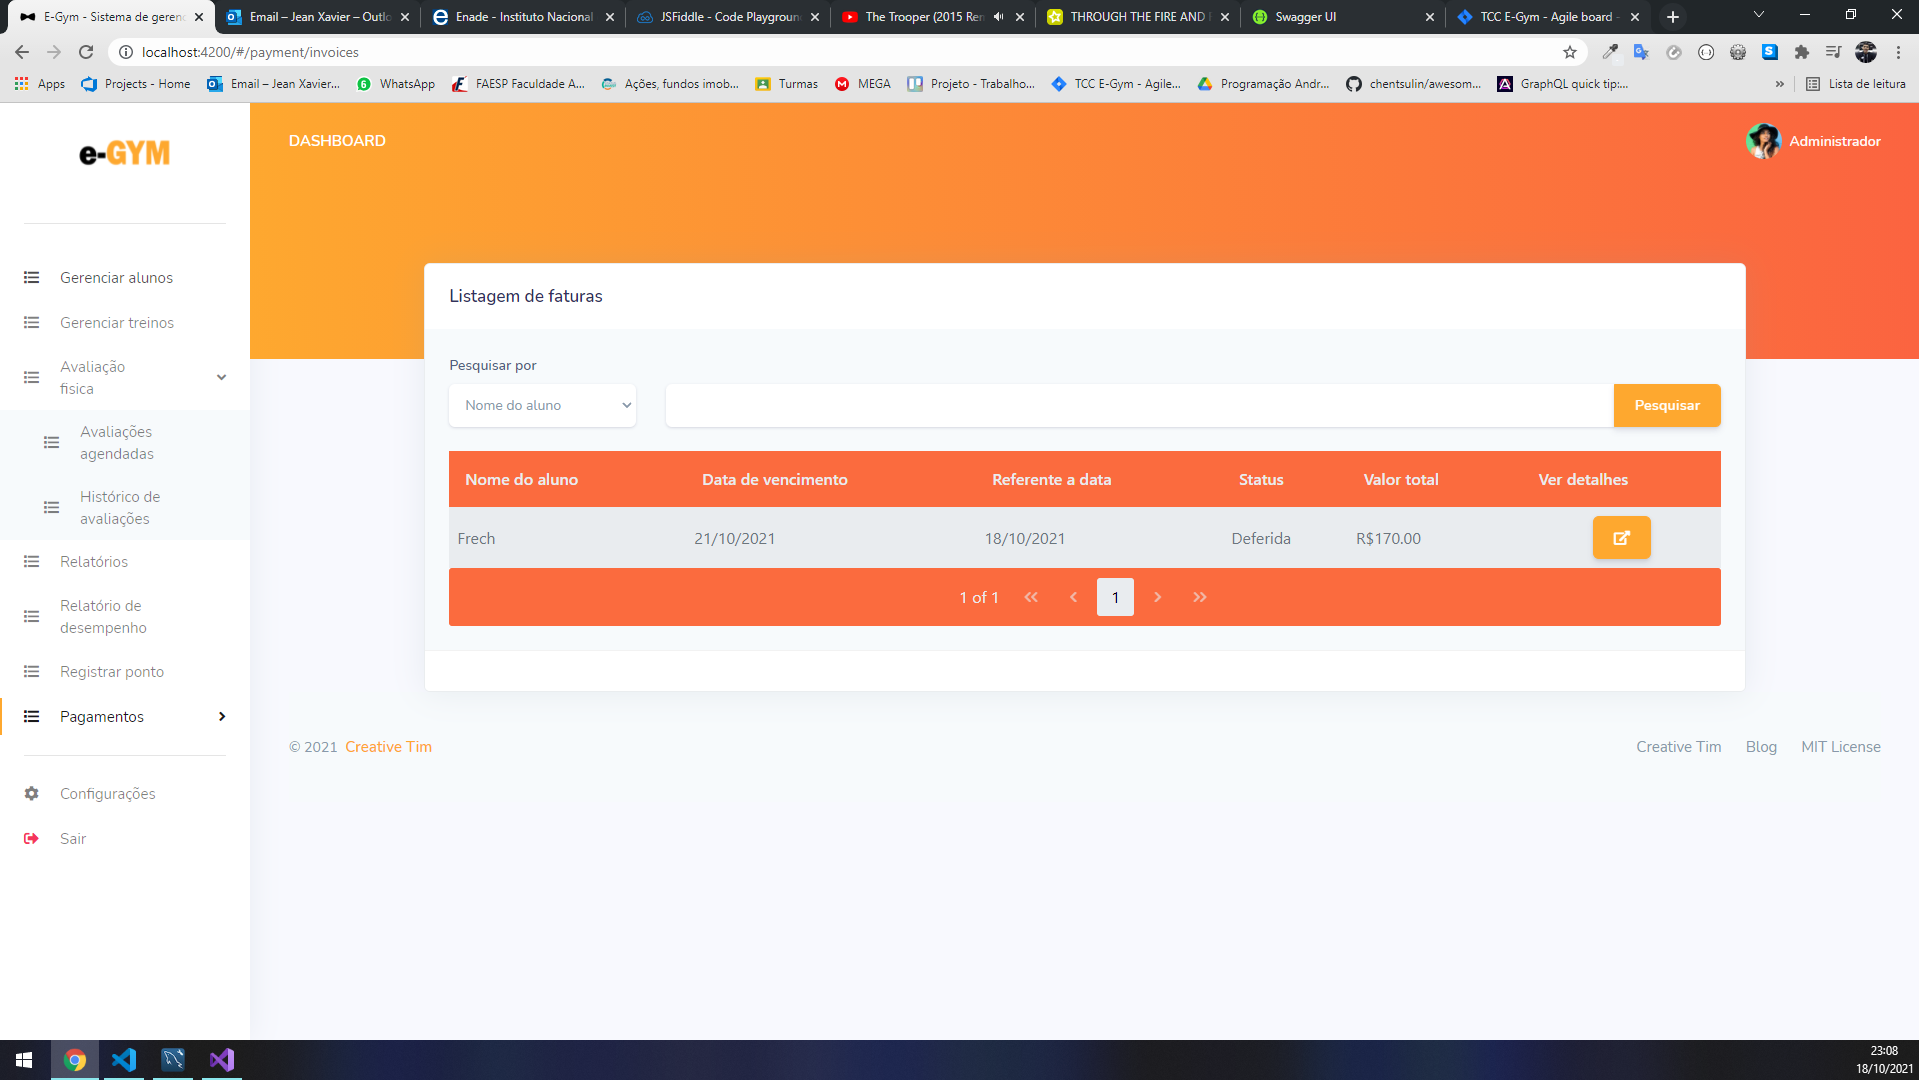 E-Gym - Sistema de geren
Email – Jean Xavier – Outlo
Enade - Instituto Nacional
JSFiddle - Code Playgroun
The Trooper (2015 Ren
THROUGH THE FIRE AND
Swagger UI
TCC E-Gym - Agile board -
localhost:4200/#/payment/invoices
Apps
Projects - Home
Email – Jean Xavier...
6
WhatsApp
FAESP Faculdade A...
Ações, fundos imob...
Turmas
MEGA
Projeto - Trabalho...
TCC E-Gym - Agile...
Programação Andr...
chentsulin/awesom...
GraphQL quick tip:...
»
Lista de leitura
e-GYM
DASHBOARD
Administrador
Gerenciar alunos
Gerenciar treinos
Avaliação
fisica
Avaliações
agendadas
Histórico de
avaliações
Relatórios
Relatório de
desempenho
Registrar ponto
Pagamentos
Configurações
Sair
Listagem de faturas
Pesquisar por
Nome do aluno
Pesquisar
Nome do aluno Data de vencimento Referente a data Status Valor total Ver detalhes
Frech 21/10/2021 18/10/2021 Deferida R$170.00
1 of 1 « ‹ 1 › »
© 2021 Creative Tim
Creative Tim Blog MIT License
23:08
18/10/2021